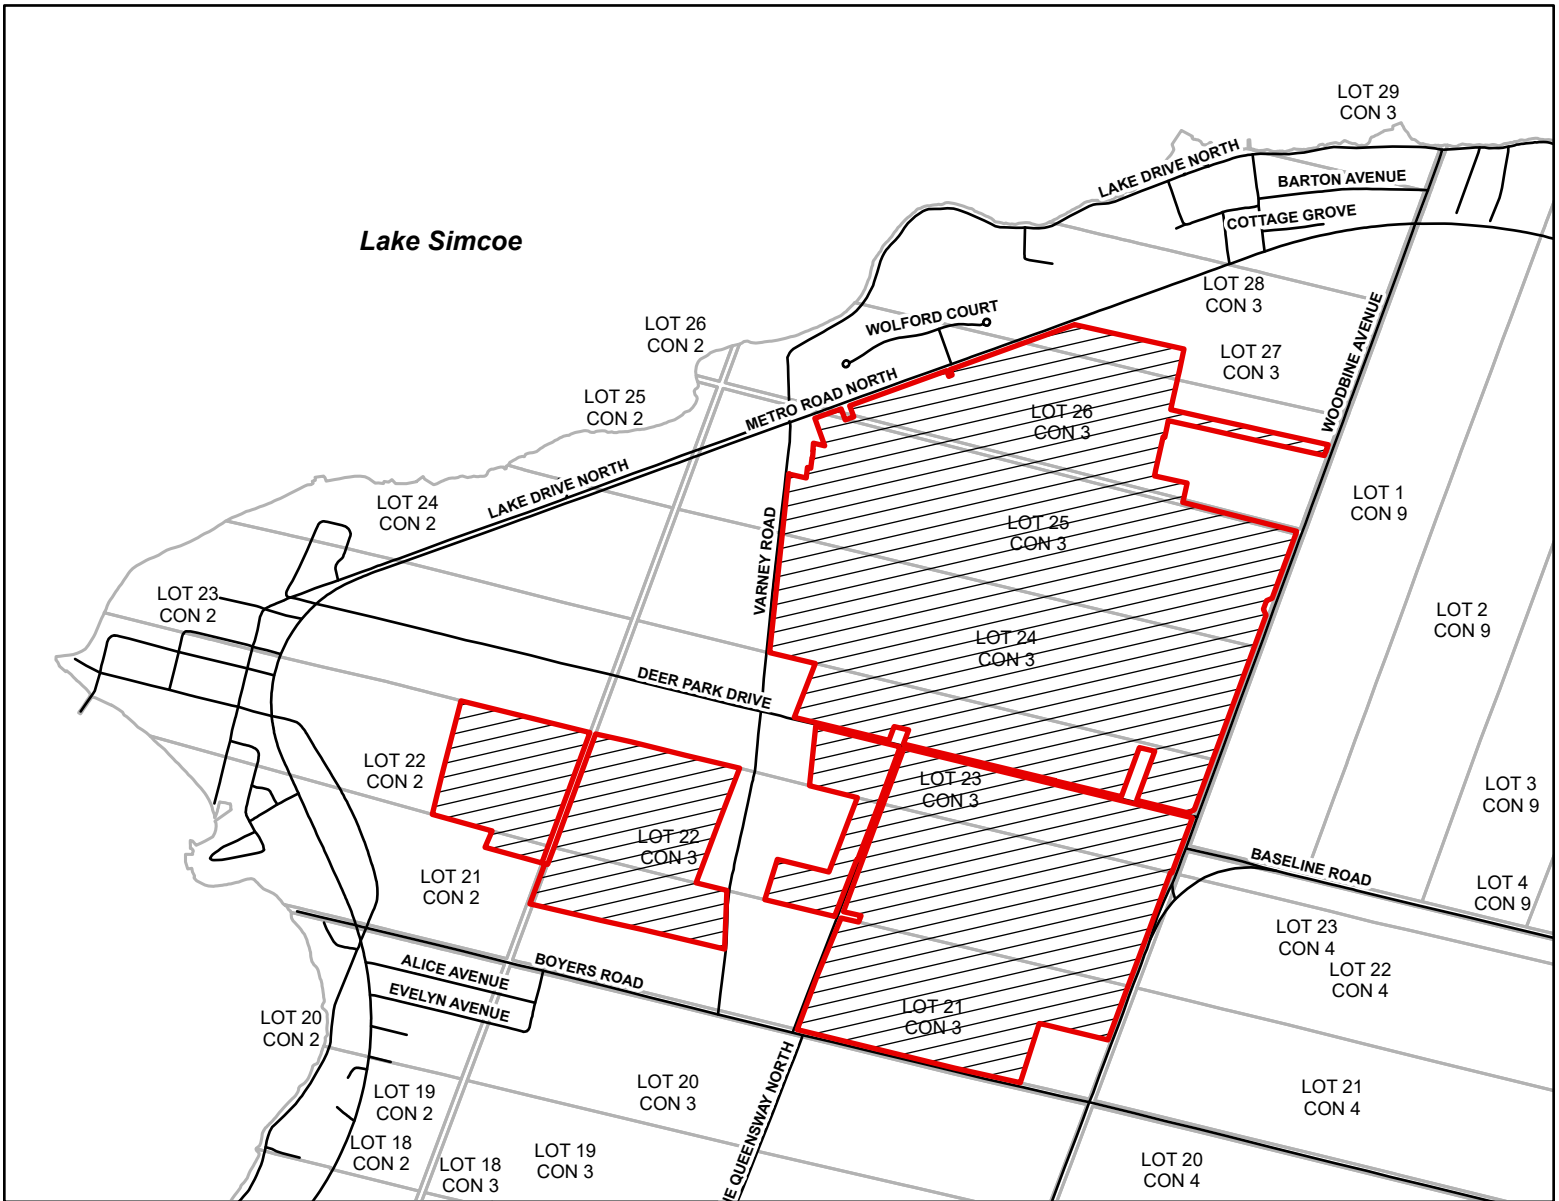 LOT 29
CON 3
LAKE DRIVE NORTH
BARTON AVENUE
COTTAGE GROVE
Lake Simcoe
LOT 28
CON 3
WOLFORD COURT
LOT 26
CON 2
LOT 27
CON 3
WOODBINE AVENUE
METRO ROAD NORTH
LOT 25
CON 2
LOT 26
CON 3
LOT 24
CON 2
LAKE DRIVE NORTH
LOT 1
CON 9
LOT 25
CON 3
VARNEY ROAD
LOT 23
CON 2
LOT 2
CON 9
LOT 24
CON 3
DEER PARK DRIVE
LOT 22
CON 2
LOT 23
CON 3
LOT 3
CON 9
LOT 22
CON 3
BASELINE ROAD
LOT 21
CON 2
LOT 4
CON 9
LOT 23
CON 4
LOT 22
CON 4
BOYERS ROAD
ALICE AVENUE
EVELYN AVENUE
LOT 20
CON 2
LOT 21
CON 3
LOT 20
CON 3
LOT 21
CON 4
LOT 19
CON 2
QUEENSWAY NORTH
LOT 18
CON 2
LOT 18
CON 3
LOT 19
CON 3
LOT 20
CON 4